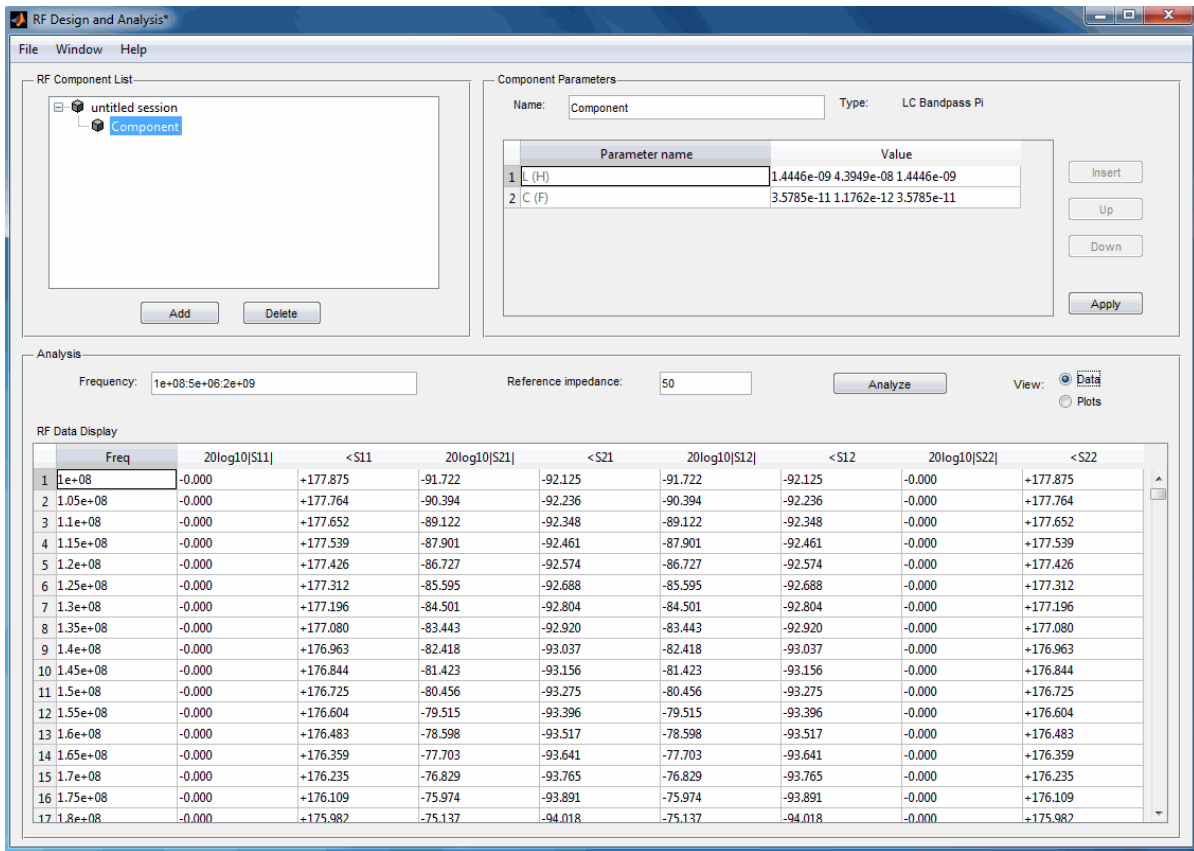 RF Design and Analysis*
File Window Help
RF Component List
untitled session
Component
Add Delete
Component Parameters
Name: Component Type: LC Bandpass Pi
Parameter name Value
1 L (H) 1.4446e-09 4.3949e-08 1.4446e-09
2 C (F) 3.5785e-11 1.1762e-12 3.5785e-11
Insert
Up
Down
Apply
Analysis
Frequency: 1e+08:5e+06:2e+09 Reference impedance: 50 Analyze View: Data
Plots
RF Data Display
Freq 20log10|S11| <S11 20log10|S21| <S21 20log10|S12| <S12 20log10|S22| <S22
1 1e+08 -0.000 +177.875 -91.722 -92.125 -91.722 -92.125 -0.000 +177.875
2 1.05e+08 -0.000 +177.764 -90.394 -92.236 -90.394 -92.236 -0.000 +177.764
3 1.1e+08 -0.000 +177.652 -89.122 -92.348 -89.122 -92.348 -0.000 +177.652
4 1.15e+08 -0.000 +177.539 -87.901 -92.461 -87.901 -92.461 -0.000 +177.539
5 1.2e+08 -0.000 +177.426 -86.727 -92.574 -86.727 -92.574 -0.000 +177.426
6 1.25e+08 -0.000 +177.312 -85.595 -92.688 -85.595 -92.688 -0.000 +177.312
7 1.3e+08 -0.000 +177.196 -84.501 -92.804 -84.501 -92.804 -0.000 +177.196
8 1.35e+08 -0.000 +177.080 -83.443 -92.920 -83.443 -92.920 -0.000 +177.080
9 1.4e+08 -0.000 +176.963 -82.418 -93.037 -82.418 -93.037 -0.000 +176.963
10 1.45e+08 -0.000 +176.844 -81.423 -93.156 -81.423 -93.156 -0.000 +176.844
11 1.5e+08 -0.000 +176.725 -80.456 -93.275 -80.456 -93.275 -0.000 +176.725
12 1.55e+08 -0.000 +176.604 -79.515 -93.396 -79.515 -93.396 -0.000 +176.604
13 1.6e+08 -0.000 +176.483 -78.598 -93.517 -78.598 -93.517 -0.000 +176.483
14 1.65e+08 -0.000 +176.359 -77.703 -93.641 -77.703 -93.641 -0.000 +176.359
15 1.7e+08 -0.000 +176.235 -76.829 -93.765 -76.829 -93.765 -0.000 +176.235
16 1.75e+08 -0.000 +176.109 -75.974 -93.891 -75.974 -93.891 -0.000 +176.109
17 1.8e+08 -0.000 +175.982 -75.137 -94.018 -75.137 -94.018 -0.000 +175.982